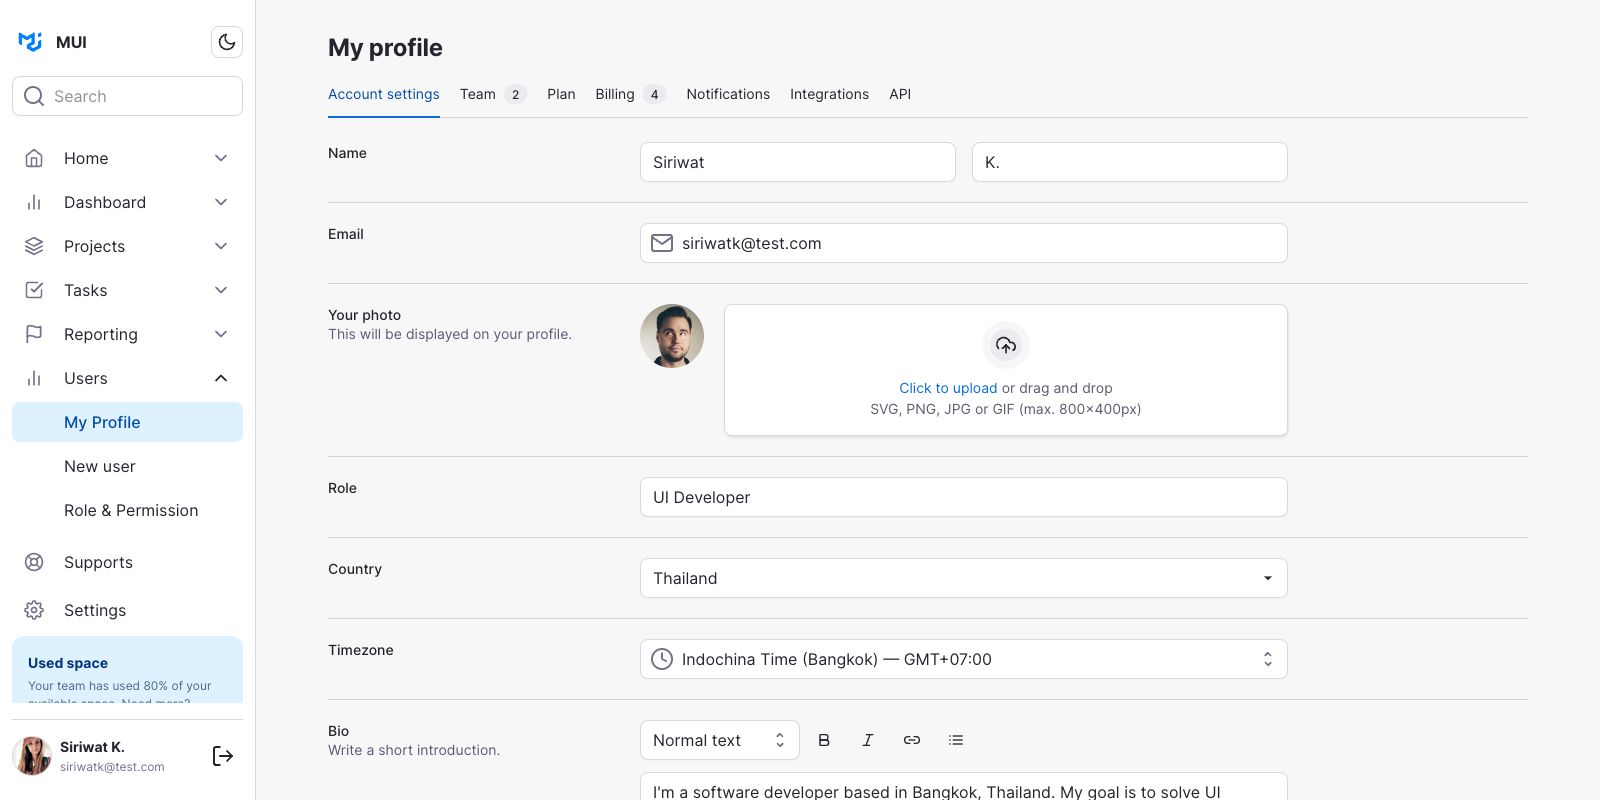 MUI
Search
Home
Dashboard
Projects
Tasks
Reporting
Users
My Profile
New user
Role & Permission
Supports
Settings
Used space
Your team has used 80% of your
available space. Need more?
Siriwat K.
siriwatk@test.com
My profile
Account settings Team 2 Plan Billing 4 Notifications Integrations API
Name
Siriwat K.
Email
siriwatk@test.com
Your photo
This will be displayed on your profile.
Click to upload or drag and drop
SVG, PNG, JPG or GIF (max. 800×400px)
Role
UI Developer
Country
Thailand
Timezone
Indochina Time (Bangkok) — GMT+07:00
Bio
Write a short introduction.
Normal text
I'm a software developer based in Bangkok, Thailand. My goal is to solve UI